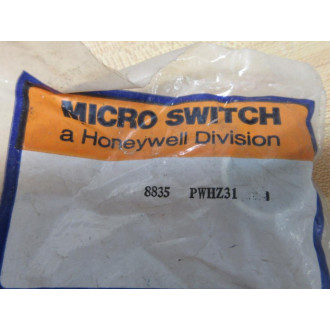 MICRO SWITCH
a Honeywell Division
8835 PWHZ31